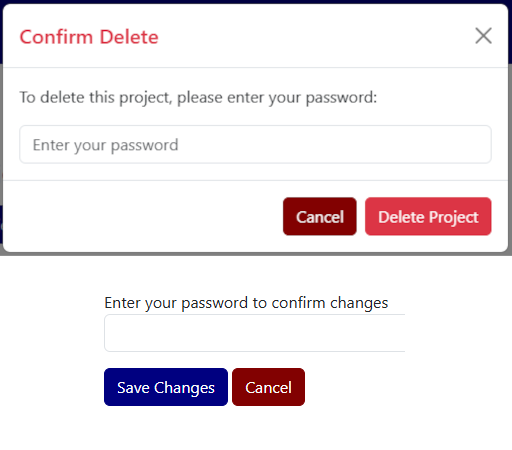 Confirm Delete
To delete this project, please enter your password:
Enter your password
Cancel Delete Project
Enter your password to confirm changes
Save Changes Cancel